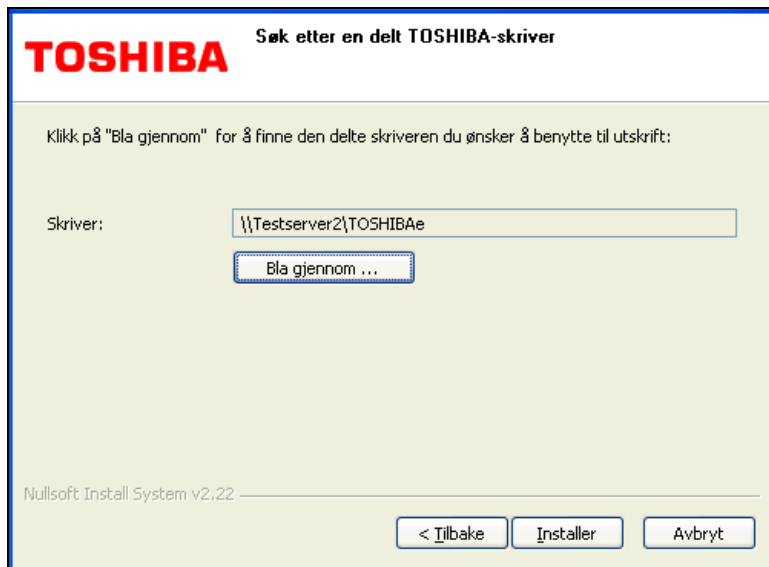 TOSHIBA
Søk etter en delt TOSHIBA-skriver
Klikk på "Bla gjennom" for å finne den delte skriveren du ønsker å benytte til utskrift:
Skriver:
\\Testserver2\TOSHIBAe
Bla gjennom ...
Nullsoft Install System v2.22
< Tilbake
Installer
Avbryt